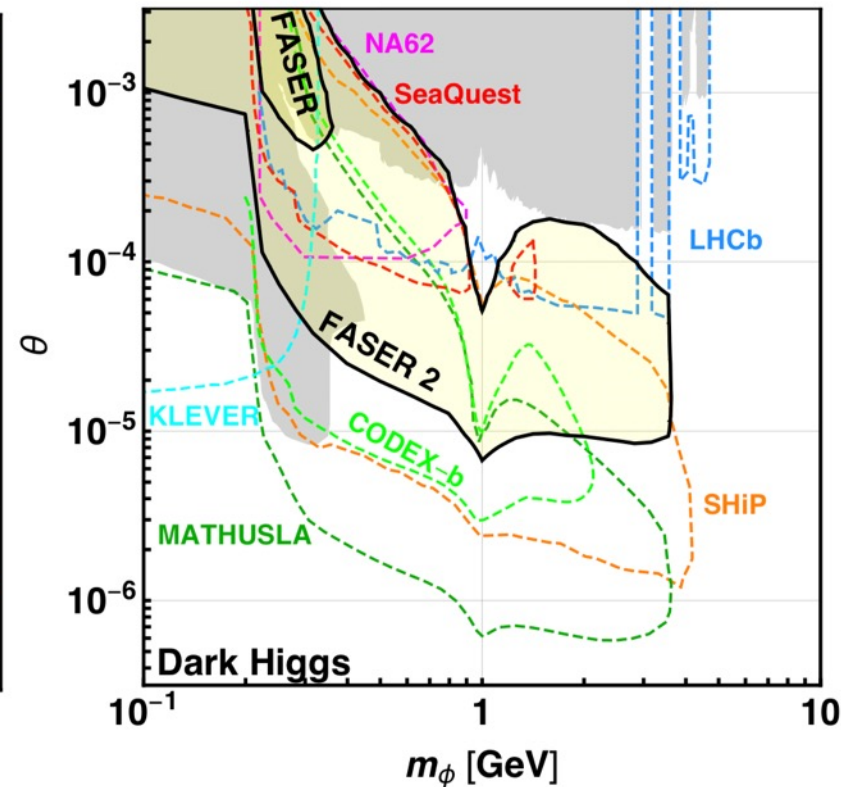 NA62
FASER
10⁻³
SeaQuest
LHCb
10⁻⁴
θ
FASER 2
KLEVER
10⁻⁵
CODEX-b
SHiP
MATHUSLA
10⁻⁶
Dark Higgs
10⁻¹ 1 10
m_ϕ [GeV]